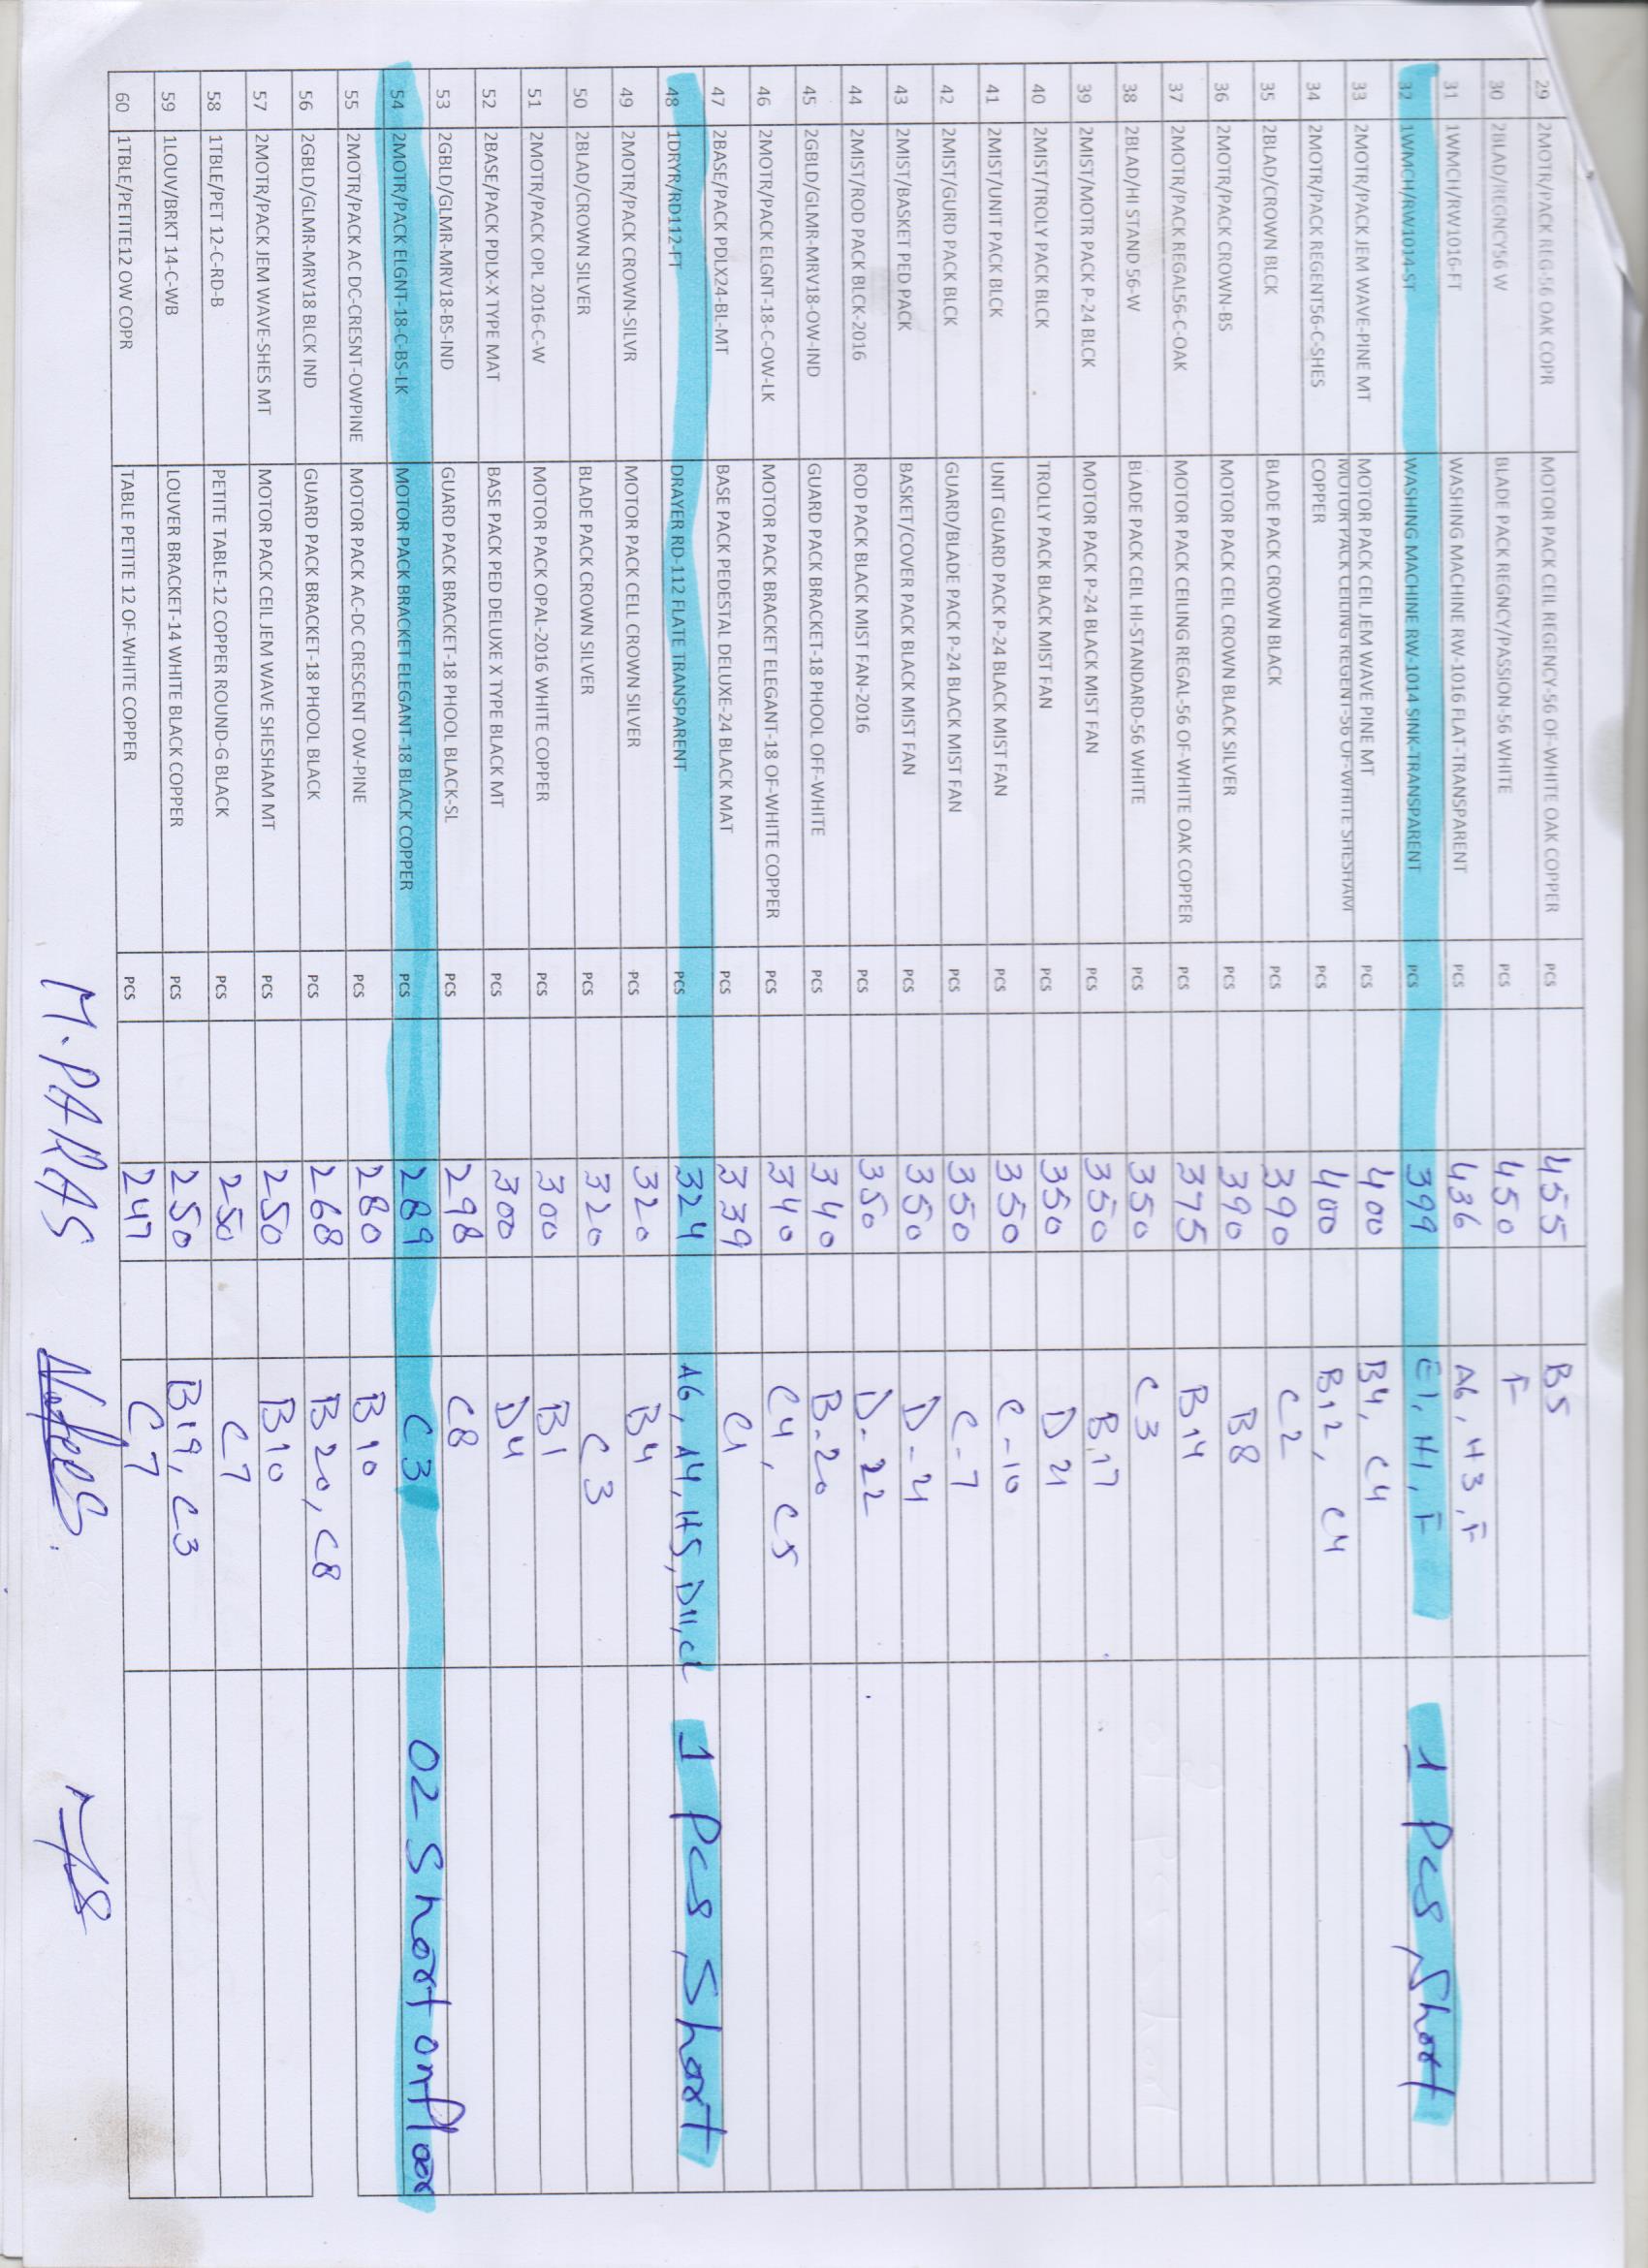 29 2MOTR/PACK REG-56 OAK COPR MOTOR PACK CEIL REGENCY-56 OF-WHITE OAK COPPER PCS 455 B5
30 2BLAD/REGNCY56 W BLADE PACK REGNCY/PASSION-56 WHITE PCS 450 F
31 1WMCH/RW1016-FT WASHING MACHINE RW-1016 FLAT-TRANSPARENT PCS 436 A6, H3, F
32 1WMCH/RW1014-ST WASHING MACHINE RW-1014 SINK-TRANSPARENT PCS 399 E1, H1, F 1 Pcs Short
33 2MOTR/PACK JEM WAVE-PINE MT MOTOR PACK CEIL JEM WAVE PINE MT PCS 400 B4, C4
34 2MOTR/PACK REGENT56-C-SHES MOTOR PACK CEILING REGENT-56 OF-WHITE SHESHAM COPPER PCS 400 B12, C4
35 2BLAD/CROWN BLCK BLADE PACK CROWN BLACK PCS 390 C2
36 2MOTR/PACK CROWN-BS MOTOR PACK CEIL CROWN BLACK SILVER PCS 390 B8
37 2MOTR/PACK REGAL56-C-OAK MOTOR PACK CEILING REGAL-56 OF-WHITE OAK COPPER PCS 375 B14
38 2BLAD/HI STAND 56-W BLADE PACK CEIL HI-STANDARD-56 WHITE PCS 350 C3
39 2MIST/MOTR PACK P-24 BLCK MOTOR PACK P-24 BLACK MIST FAN PCS 350 B.17
40 2MIST/TROLY PACK BLCK TROLLY PACK BLACK MIST FAN PCS 350 D 21
41 2MIST/UNIT PACK BLCK UNIT GUARD PACK P-24 BLACK MIST FAN PCS 350 C-10
42 2MIST/GURD PACK BLCK GUARD/BLADE PACK P-24 BLACK MIST FAN PCS 350 C-7
43 2MIST/BASKET PED PACK BASKET/COVER PACK BLACK MIST FAN PCS 350 D-21
44 2MIST/ROD PACK BLCK-2016 ROD PACK BLACK MIST FAN-2016 PCS 350 D-22
45 2GBLD/GLMR-MRV18-OW-IND GUARD PACK BRACKET-18 PHOOL OFF-WHITE PCS 340 B-20
46 2MOTR/PACK ELGNT-18-C-OW-LK MOTOR PACK BRACKET ELEGANT-18 OF-WHITE COPPER PCS 340 C4, C5
47 2BASE/PACK PDLX24-BL-MT BASE PACK PEDESTAL DELUXE-24 BLACK MAT PCS 339 C1
48 1DRYR/RD112-FT DRAYER RD-112 FLATE TRANSPARENT PCS 324 A6, A4, H5, D11, 1 Pcs Short
49 2MOTR/PACK CROWN-SILVR MOTOR PACK CELL CROWN SILVER PCS 320 B4
50 2BLAD/CROWN SILVER BLADE PACK CROWN SILVER PCS 320 C3
51 2MOTR/PACK OPL 2016-C-W MOTOR PACK OPAL-2016 WHITE COPPER PCS 300 B1
52 2BASE/PACK PDLX-X TYPE MAT BASE PACK PED DELUXE X TYPE BLACK MT PCS 300 D4
53 2GBLD/GLMR-MRV18-BS-IND GUARD PACK BRACKET-18 PHOOL BLACK-SL PCS 298 C8
54 2MOTR/PACK ELGNT-18-C-BS-LK MOTOR PACK BRACKET ELEGANT-18 BLACK COPPER PCS 289 C3 02 Short on floor
55 2MOTR/PACK AC DC-CRESNT-OWPINE MOTOR PACK AC-DC CRESCENT OW-PINE PCS 280 B10
56 2GBLD/GLMR-MRV18 BLCK IND GUARD PACK BRACKET-18 PHOOL BLACK PCS 268 B20, C8
57 2MOTR/PACK JEM WAVE-SHES MT MOTOR PACK CEIL JEM WAVE SHESHAM MT PCS 250 B10
58 1TBLE/PET 12-C-RD-B PETITE TABLE-12 COPPER ROUND-G BLACK PCS 250 C7
59 1LOUV/BRKT 14-C-WB LOUVER BRACKET-14 WHITE BLACK COPPER PCS 250 B19, C3
60 1TBLE/PETITE12 OW COPR TABLE PETITE 12 OF-WHITE COPPER PCS 247 C7
M.PARAS Nafees.